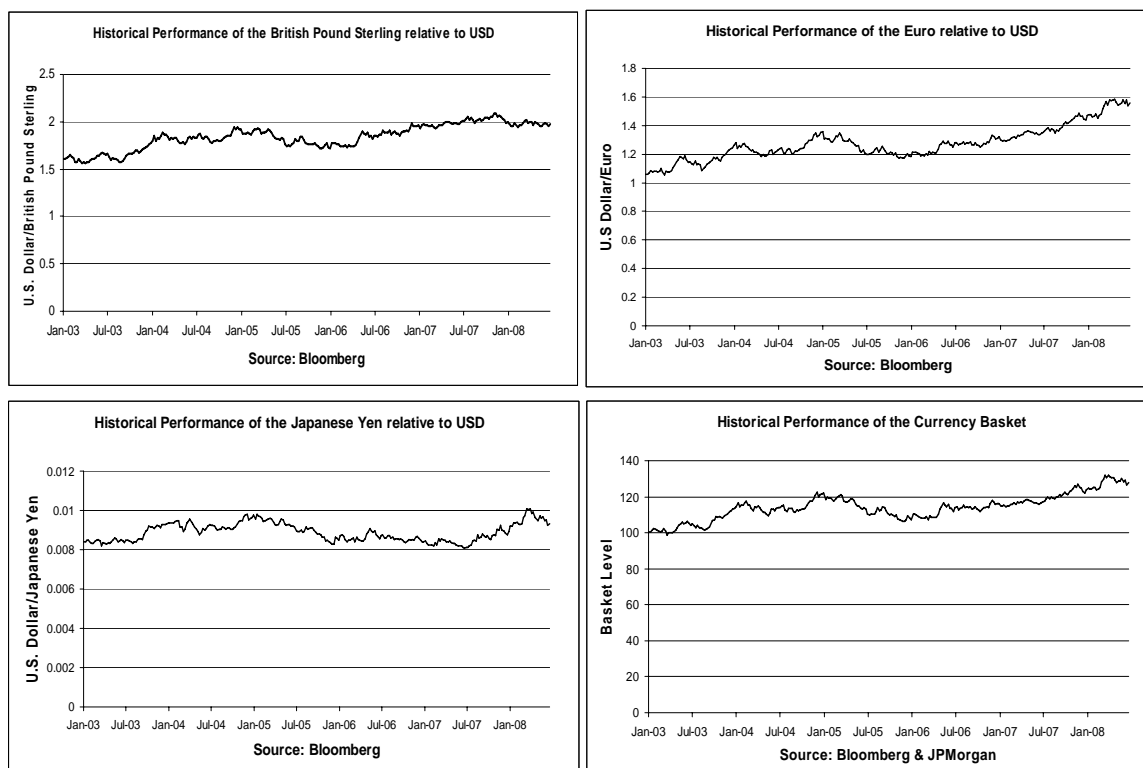 Historical Performance of the British Pound Sterling relative to USD
U.S. Dollar/British Pound Sterling
2.5
2
1.5
1
0.5
0
Jan-03 Jul-03 Jan-04 Jul-04 Jan-05 Jul-05 Jan-06 Jul-06 Jan-07 Jul-07 Jan-08
Source: Bloomberg
Historical Performance of the Euro relative to USD
U.S Dollar/Euro
1.8
1.6
1.4
1.2
1
0.8
0.6
0.4
0.2
0
Jan-03 Jul-03 Jan-04 Jul-04 Jan-05 Jul-05 Jan-06 Jul-06 Jan-07 Jul-07 Jan-08
Source: Bloomberg
Historical Performance of the Japanese Yen relative to USD
U.S. Dollar/Japanese Yen
0.012
0.01
0.008
0.006
0.004
0.002
0
Jan-03 Jul-03 Jan-04 Jul-04 Jan-05 Jul-05 Jan-06 Jul-06 Jan-07 Jul-07 Jan-08
Source: Bloomberg
Historical Performance of the Currency Basket
Basket Level
140
120
100
80
60
40
20
0
Jan-03 Jul-03 Jan-04 Jul-04 Jan-05 Jul-05 Jan-06 Jul-06 Jan-07 Jul-07 Jan-08
Source: Bloomberg & JPMorgan